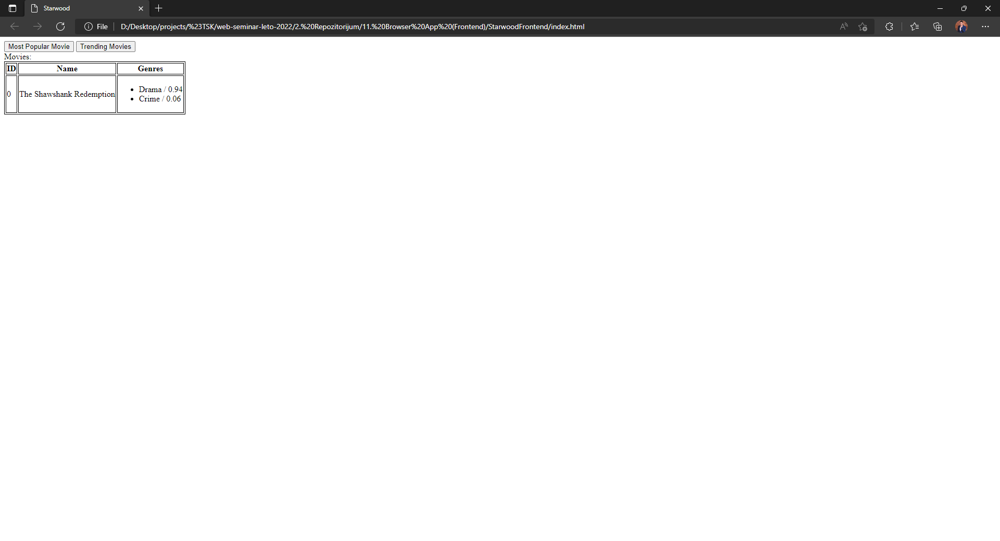 Starwood
File D:/Desktop/projects/%23TSK/web-seminar-leto-2022/2.%20Repozitorijum/11.%20Browser%20App%20(Frontend)/StarwoodFrontend/index.html
Most Popular Movie Trending Movies
Movies:
ID Name Genres
0 The Shawshank Redemption
• Drama / 0.94
• Crime / 0.06